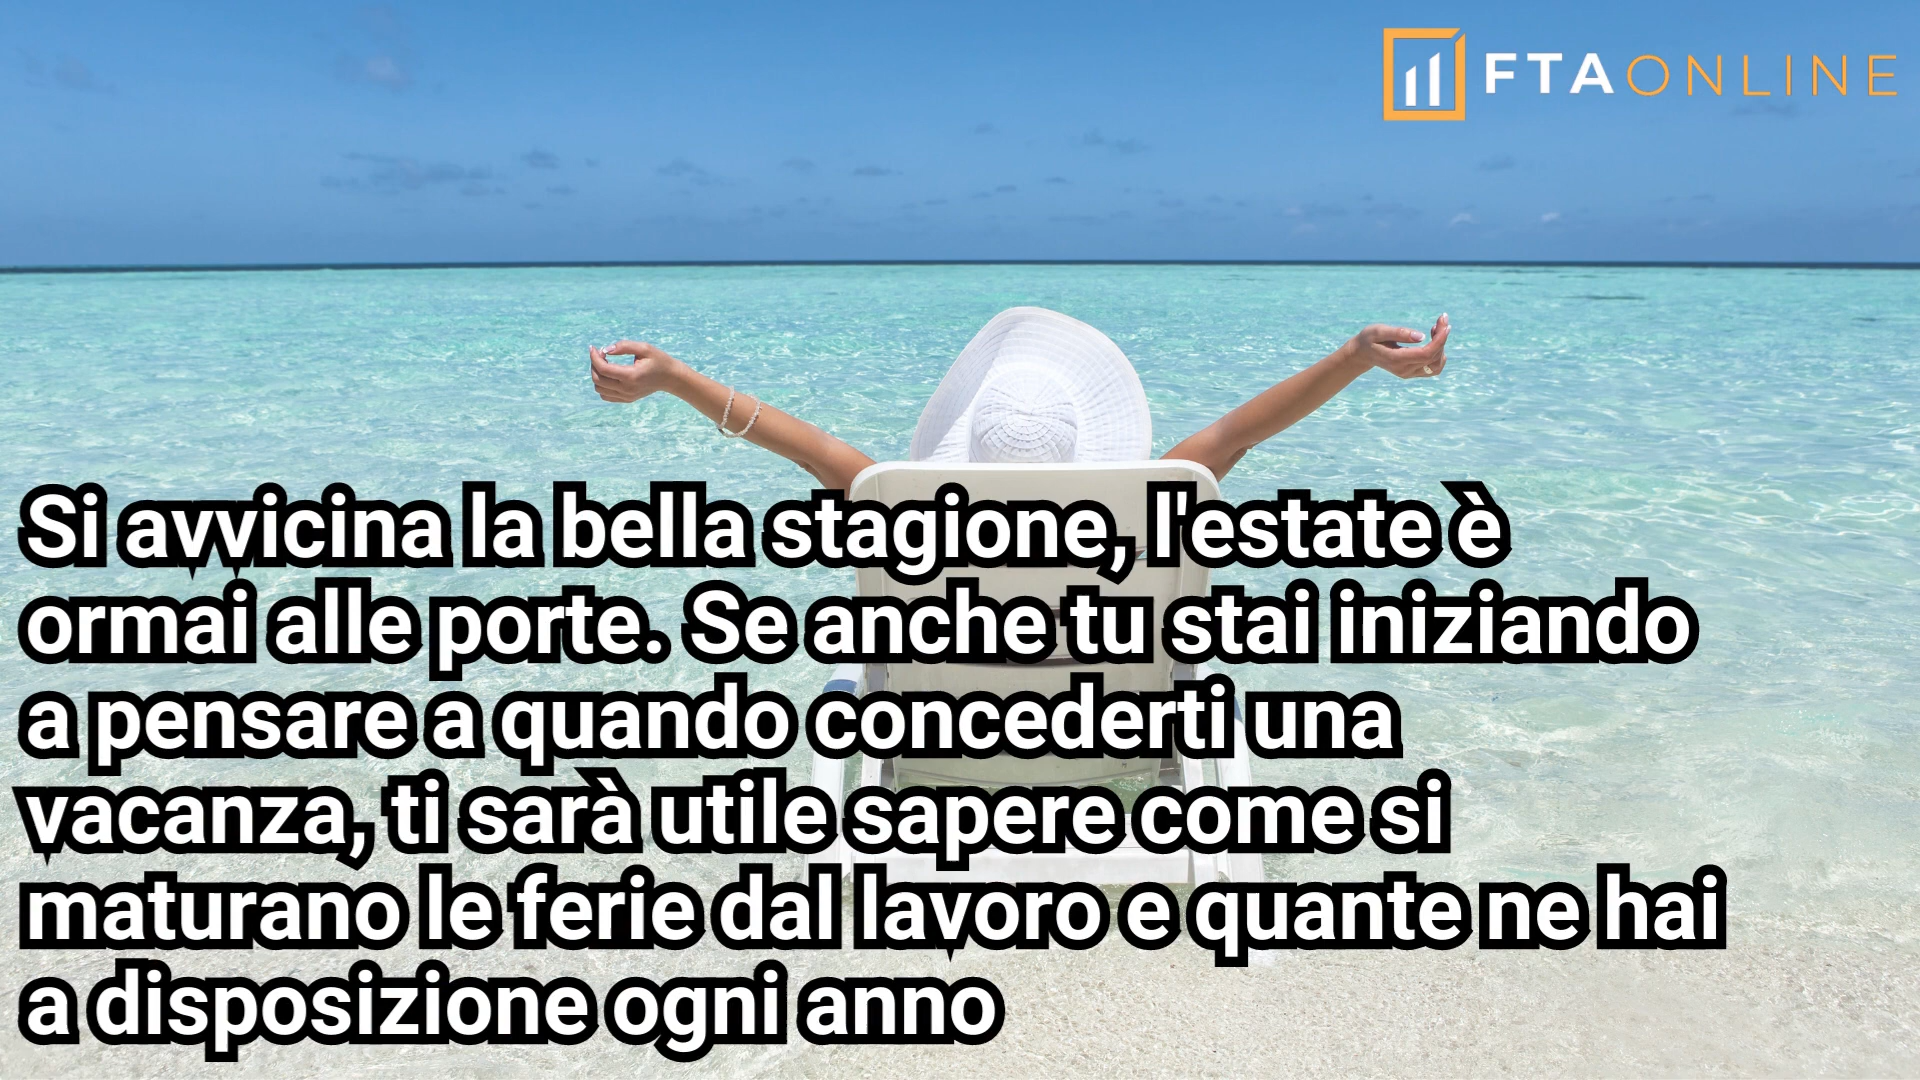 FTAONLINE
Si avvicina la bella stagione, l'estate è
ormai alle porte. Se anche tu stai iniziando
a pensare a quando concederti una
vacanza, ti sarà utile sapere come si
maturano le ferie dal lavoro e quante ne hai
a disposizione ogni anno